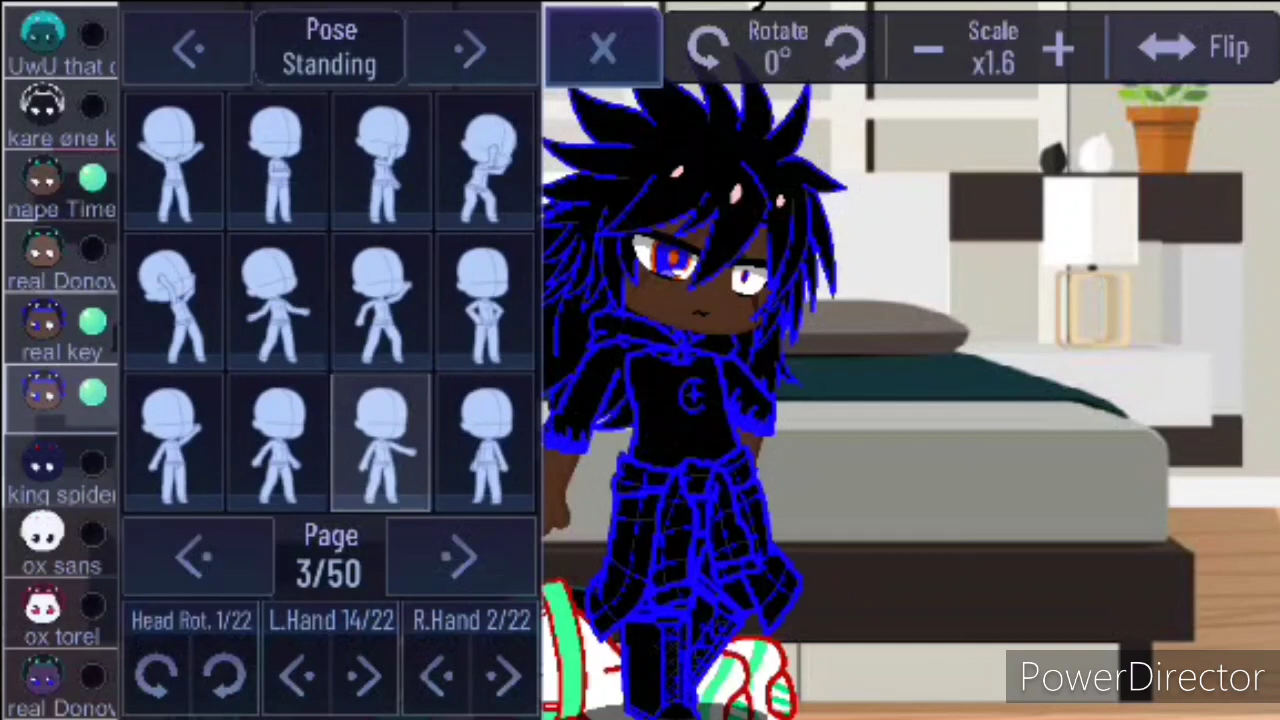 UwU that c
kare øne k
nape Time
real Donov
real key
king spider
ox sans
ox torel
real Donov
Pose
Standing
Page
3/50
Head Rot. 1/22
L.Hand 14/22
R.Hand 2/22
X
Rotate
0°
Scale
x1.6
Flip
PowerDirector